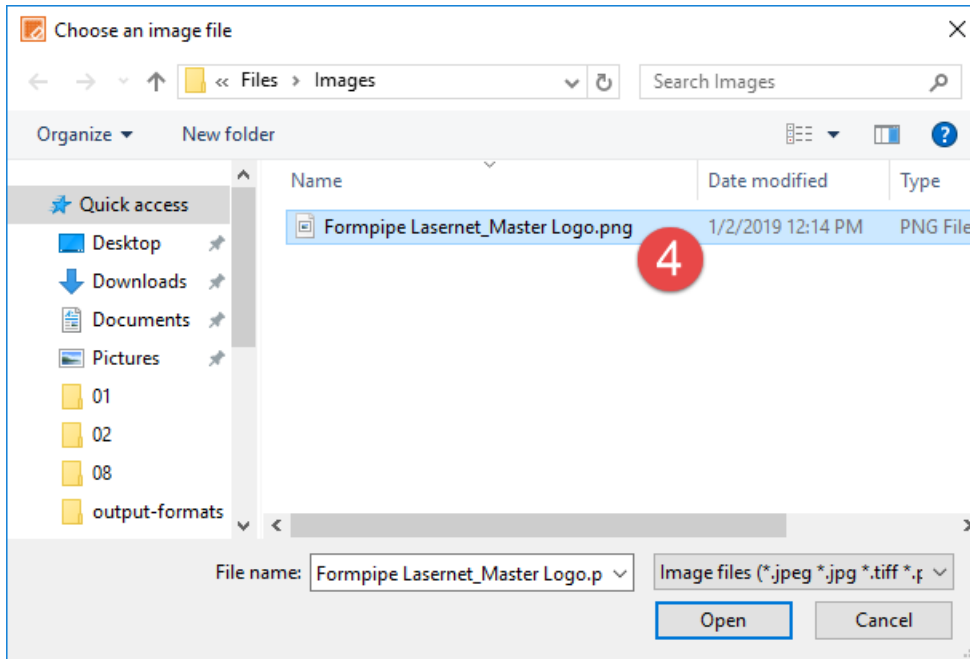 Choose an image file
« Files > Images
Search Images
Organize
New folder
Name
Date modified
Type
Quick access
Formpipe Lasernet_Master Logo.png
1/2/2019 12:14 PM
PNG File
4
Desktop
Downloads
Documents
Pictures
01
02
08
output-formats
File name:
Formpipe Lasernet_Master Logo.p
Image files (*.jpeg *.jpg *.tiff *.p
Open
Cancel